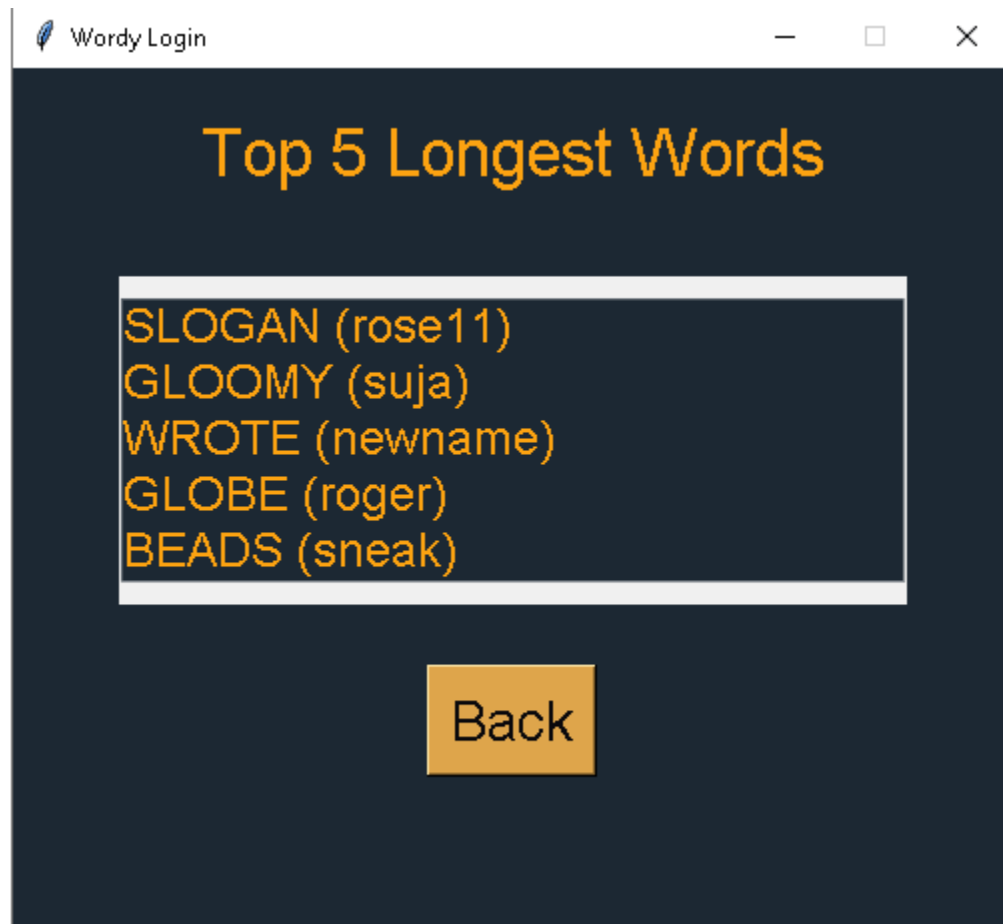 Wordy Login
Top 5 Longest Words
SLOGAN (rose11)
GLOOMY (suja)
WROTE (newname)
GLOBE (roger)
BEADS (sneak)
Back